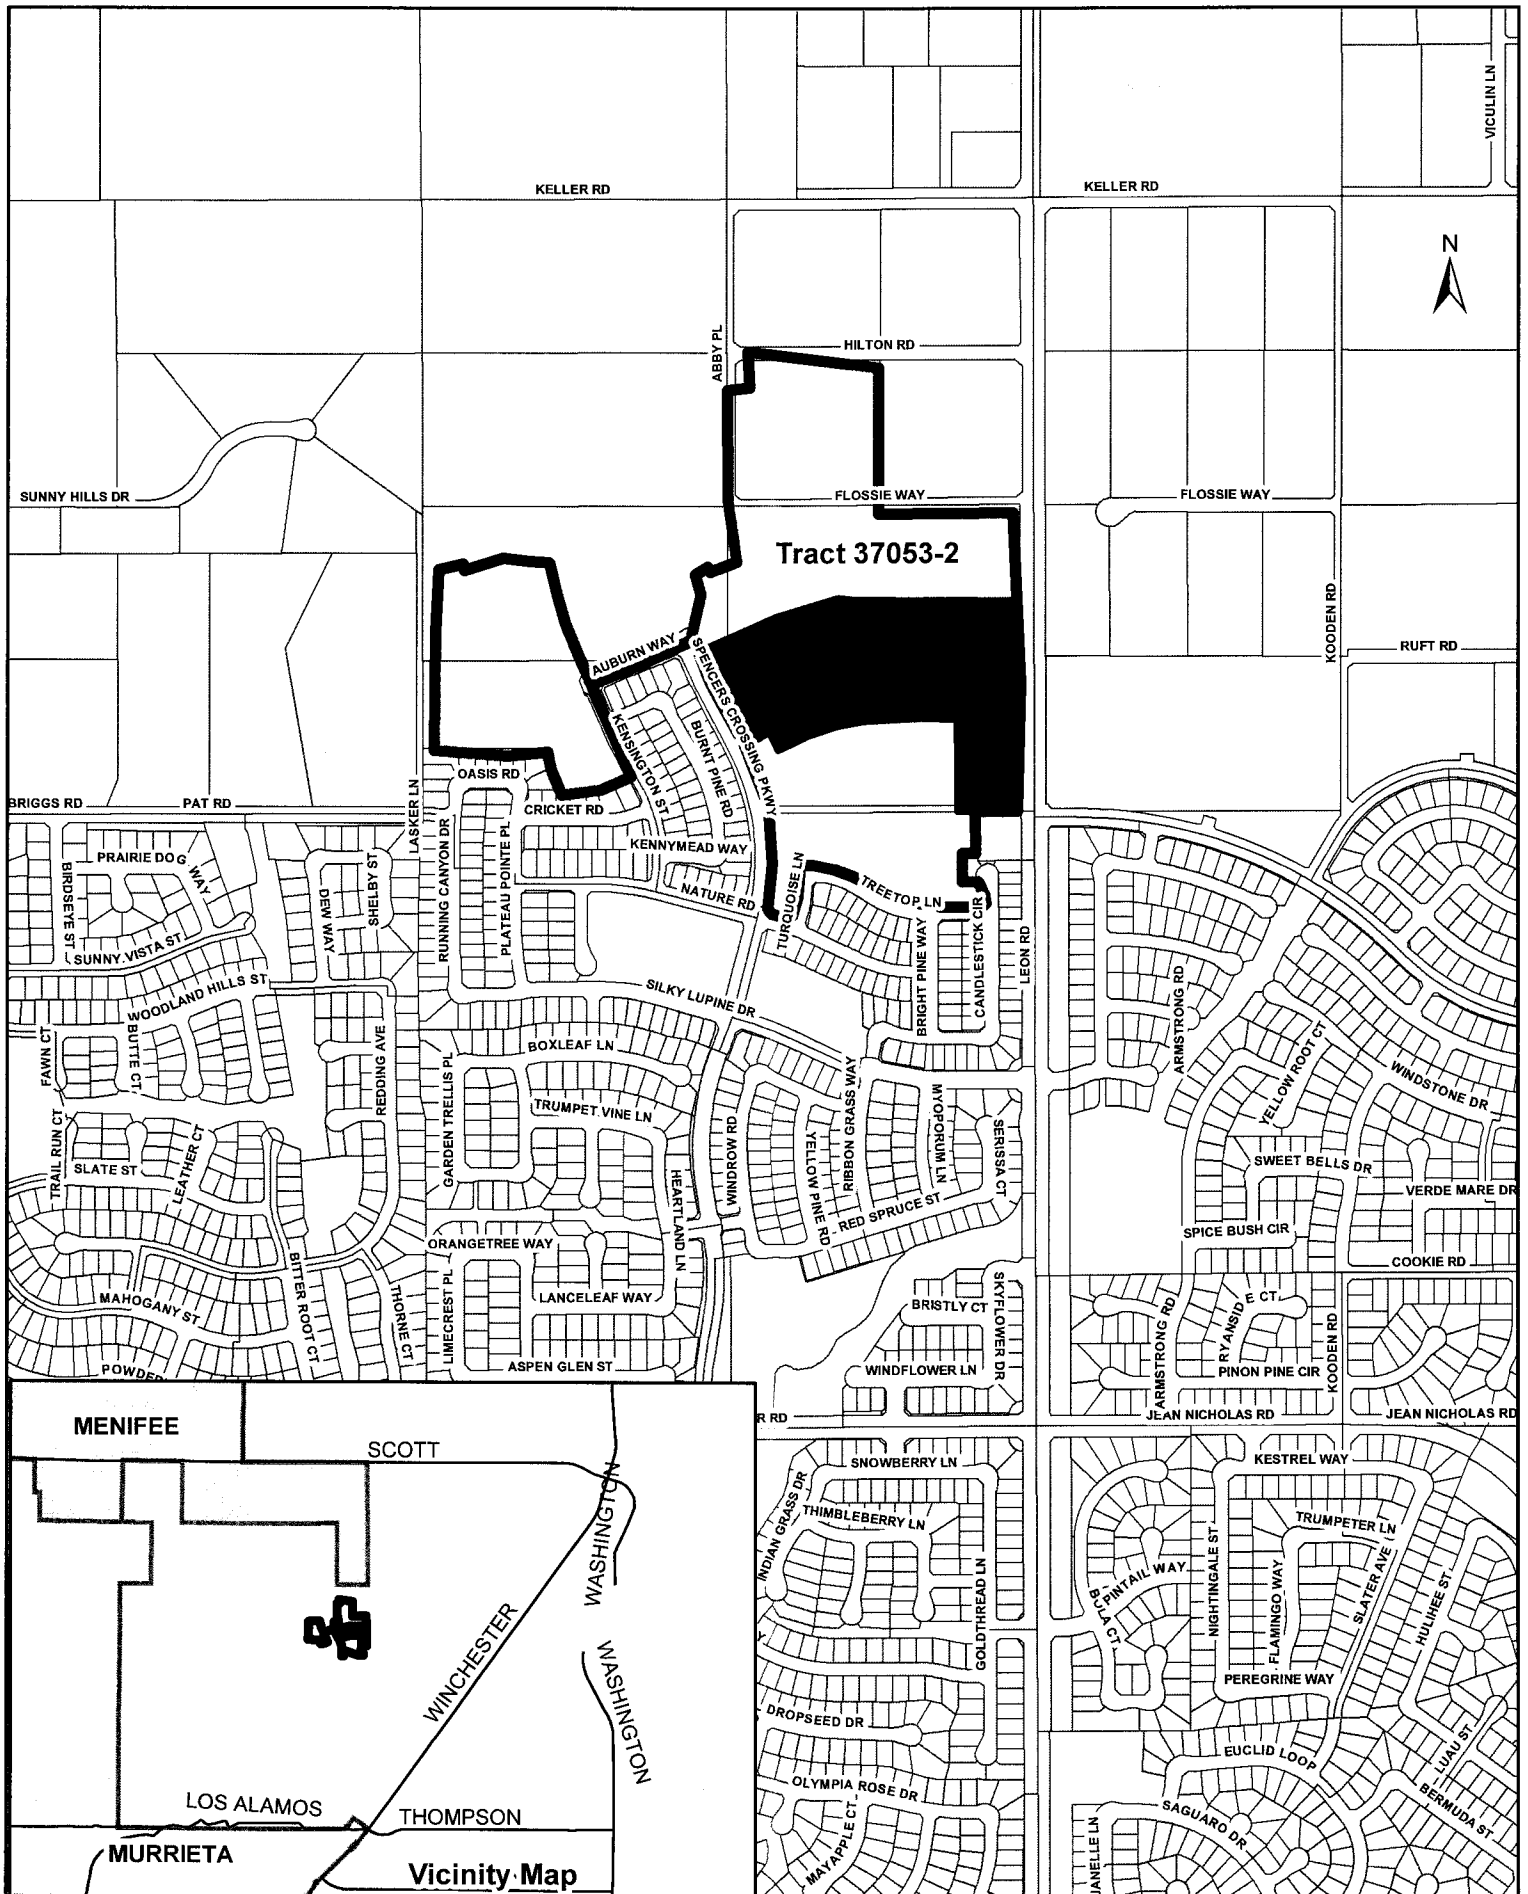 VICULIN LN
KELLER RD
KELLER RD
N
ABBY PL
HILTON RD
SUNNY HILLS DR
FLOSSIE WAY
FLOSSIE WAY
Tract 37053-2
KOODEN RD
RUFT RD
AUBURN WAY
SPENCERS CROSSING PKWY
KENSINGTON ST
BURNT PINE RD
OASIS RD
CRICKET RD
BRIGGS RD
PAT RD
LASKER LN
RUNNING CANYON DR
PLATEAU POINTE PL
KENNYMEAD WAY
NATURE RD
TURQUOISE LN
TREETOP LN
PRAIRIE DOG WAY
BIRDSEYE ST
DEW WAY
SHELBY ST
SUNNY VISTA ST
BRIGHT PINE WAY
CANDLESTICK CIR
LEON RD
WOODLAND HILLS ST
SILKY LUPINE DR
ARMSTRONG RD
FAWN CT
BUTTE CT
REDDING AVE
BOXLEAF LN
YELLOW ROOT CT
WINDSTONE DR
GARDEN TRELLIS PL
TRUMPET VINE LN
WINDROW RD
YELLOW PINE RD
RIBBON GRASS WAY
MYOPORUM LN
SERISSA CT
TRAIL RUN CT
SLATE ST
LEATHER CT
HEARTLAND LN
RED SPRUCE ST
SWEET BELLS DR
VERDE MARE DR
SPICE BUSH CIR
COOKIE RD
ORANGETREE WAY
BITTER ROOT CT
THORNE CT
LIMECREST PL
LANCELEAF WAY
MAHOGANY ST
BRISTLY CT
SKYFLOWER DR
ARMSTRONG RD
RYANSIDE CT
KOODEN RD
ASPEN GLEN ST
WINDFLOWER LN
PINON PINE CIR
POWDER
R RD
JEAN NICHOLAS RD
JEAN NICHOLAS RD
MENIFEE
SCOTT
WASHINGTON
WINCHESTER
WASHINGTON
LOS ALAMOS
THOMPSON
MURRIETA
Vicinity Map
SNOWBERRY LN
KESTREL WAY
INDIAN GRASS DR
THIMBLEBERRY LN
TRUMPETER LN
GOLDTHREAD LN
PINTAIL WAY
BULA CT
NIGHTINGALE ST
FLAMINGO WAY
SLATER AVE
HULIHEE ST
Y
PEREGRINE WAY
DROPSEED DR
EUCLID LOOP
LUAU ST
OLYMPIA ROSE DR
BERMUDA ST
MAYAPPLE CT
SAGUARO DR
JANELLE LN